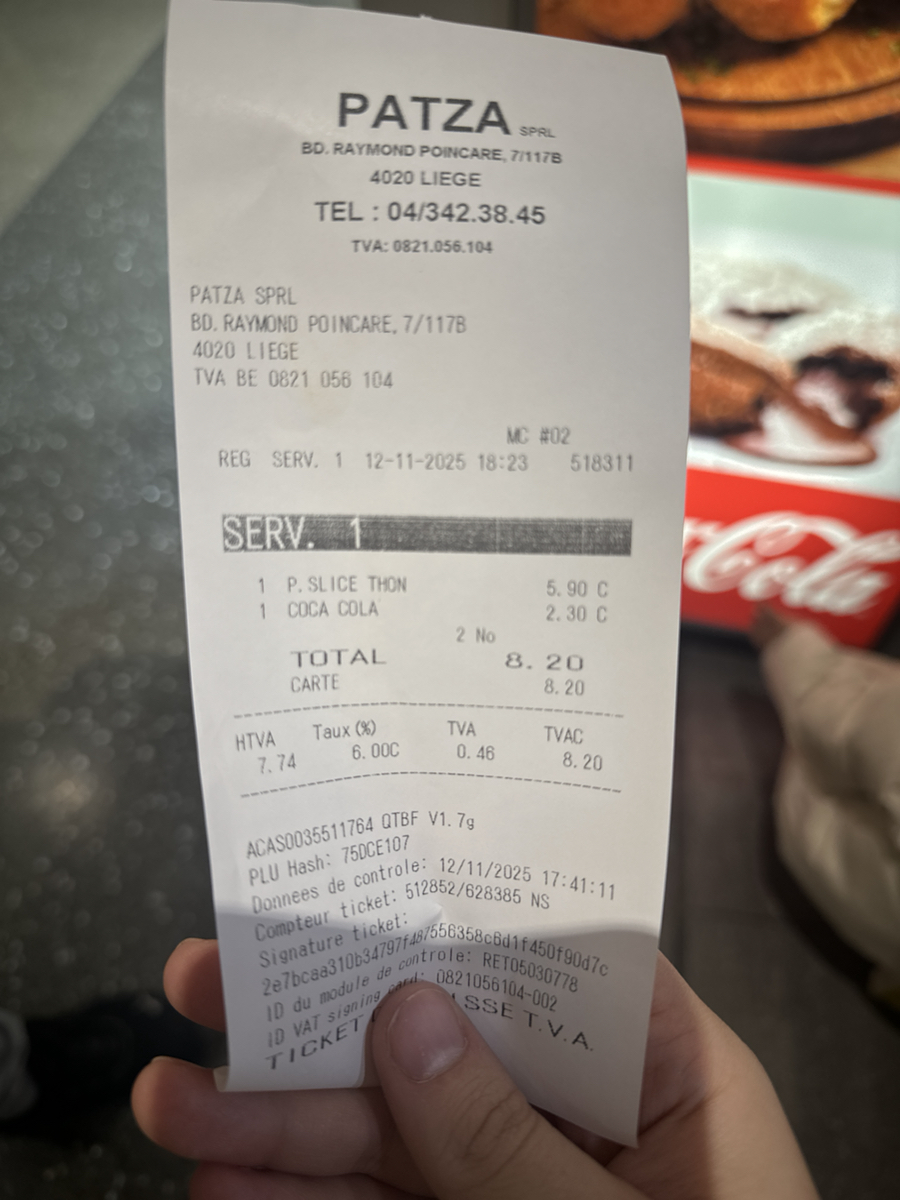 PATZA SPRL
BD. RAYMOND POINCARE, 7/117B
4020 LIEGE
TEL : 04/342.38.45
TVA: 0821.056.104
PATZA SPRL
BD. RAYMOND POINCARE, 7/117B
4020 LIEGE
TVA BE 0821 056 104
MC #02
REG SERV. 1 12-11-2025 18:23 518311
SERV. 1
1 P. SLICE THON 5.90 C
1 COCA COLA 2.30 C
2 No
TOTAL 8.20
CARTE 8.20
HTVA Taux (%) TVA TVAC
7.74 6.00C 0.46 8.20
ACAS0035511764 QTBF V1.7g
PLU Hash: 75DCE107
Donnees de controle: 12/11/2025 17:41:11
Compteur ticket: 512852/628385 NS
Signature ticket:
2e7bcaa310b34797f487556358c6d1f450f90d7c
ID du module de controle: RET05030778
ID VAT signing card: 0821056104-002
TICKET T.V.A.
Coca-Cola